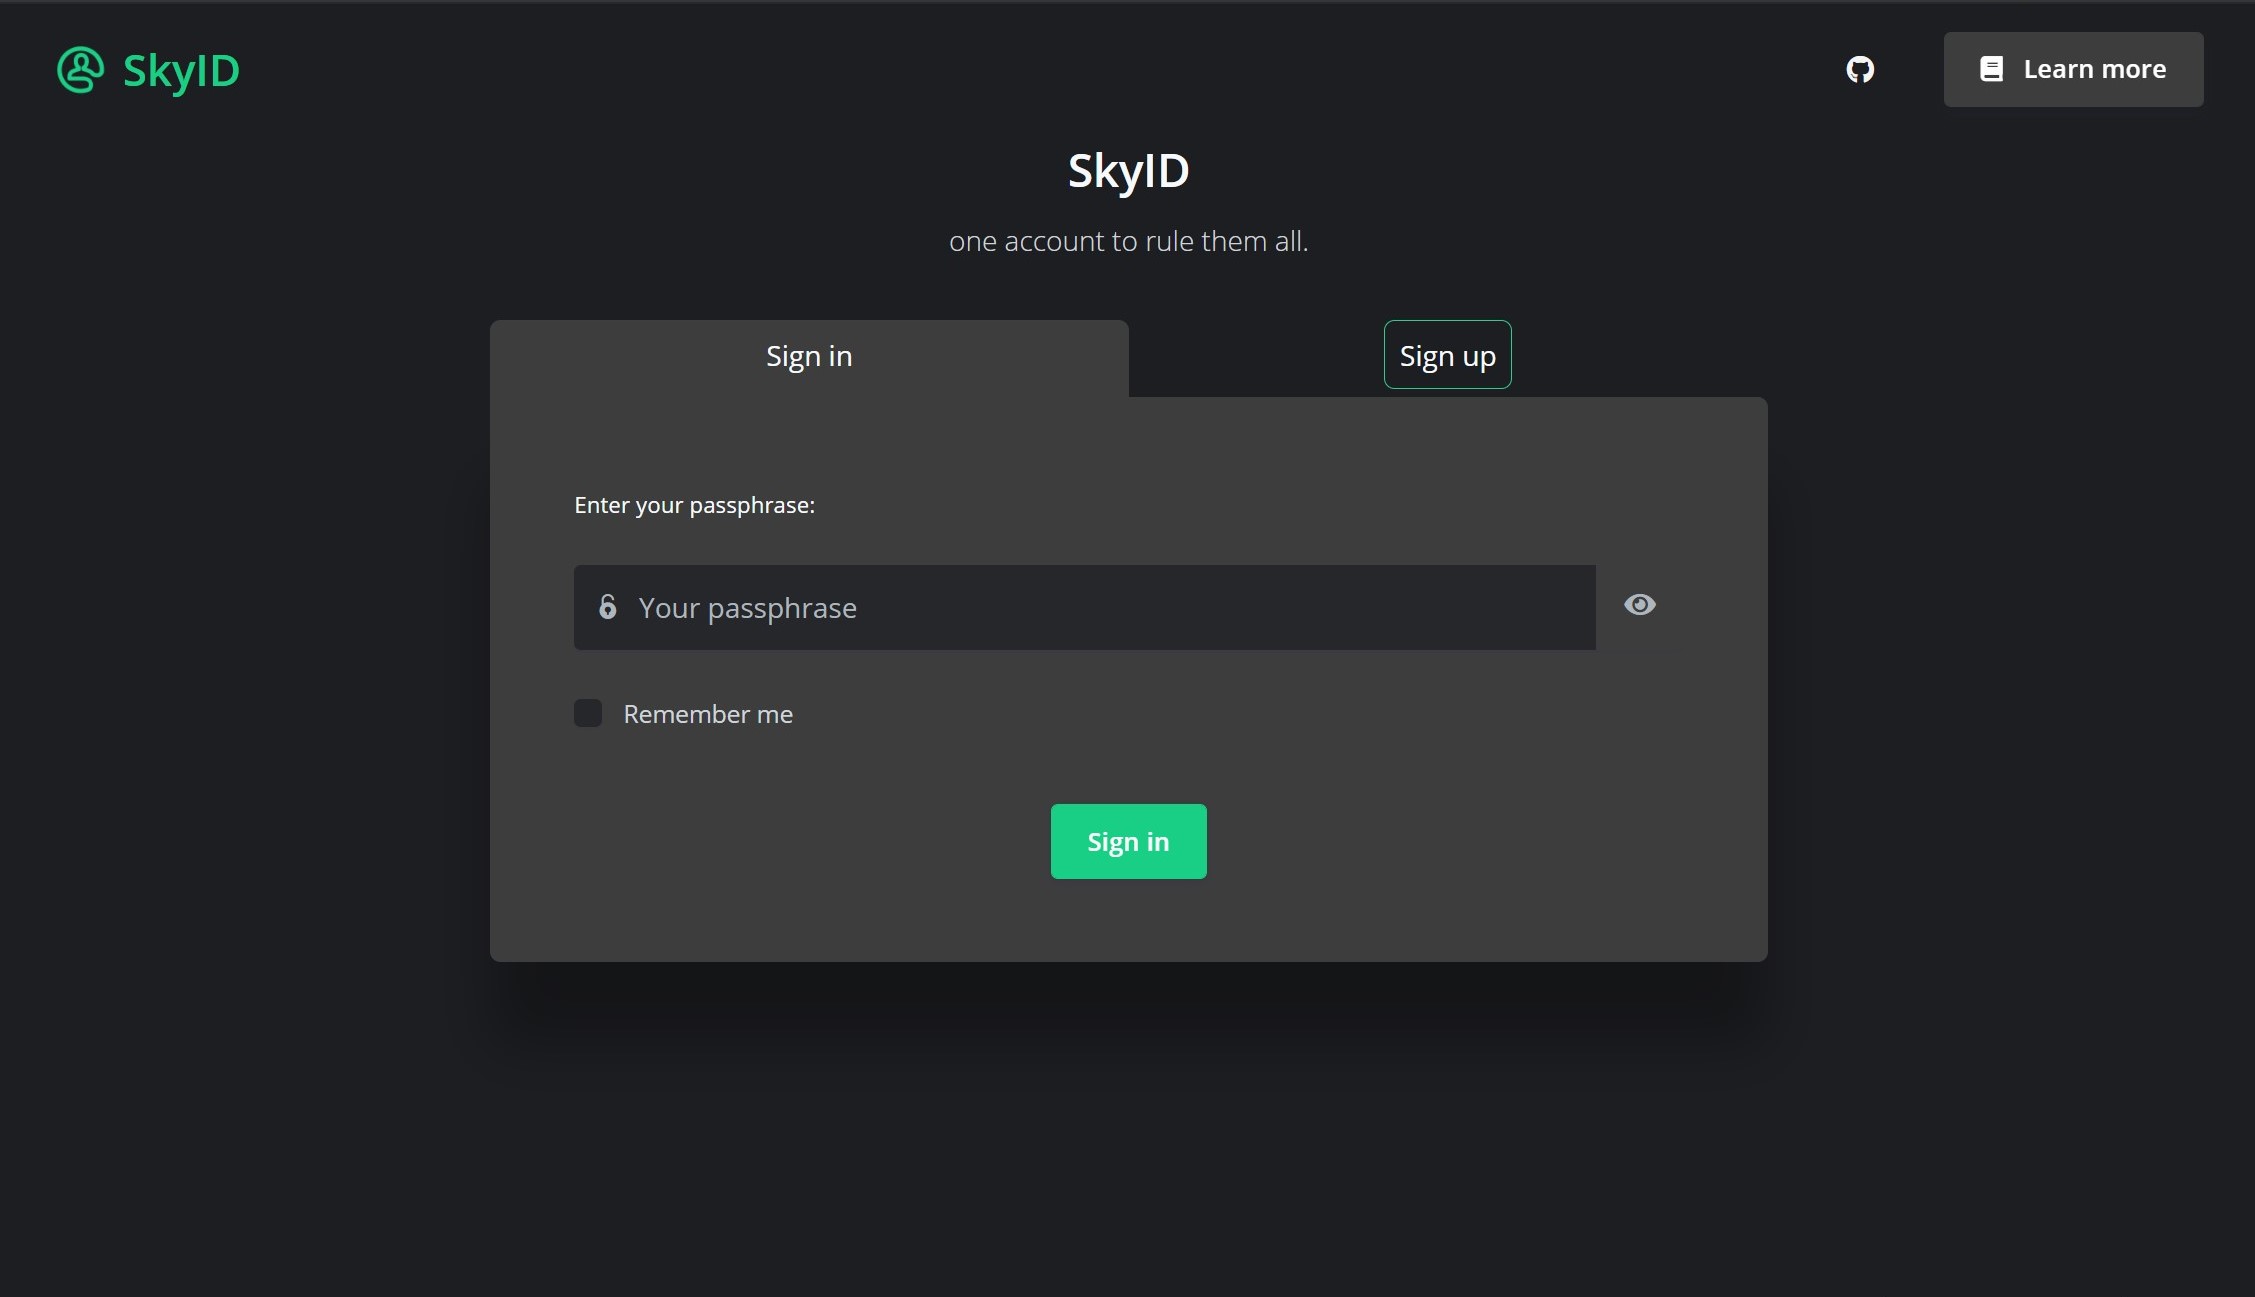 SkyID
Learn more
SkyID
one account to rule them all.
Sign in
Sign up
Enter your passphrase:
Your passphrase
Remember me
Sign in